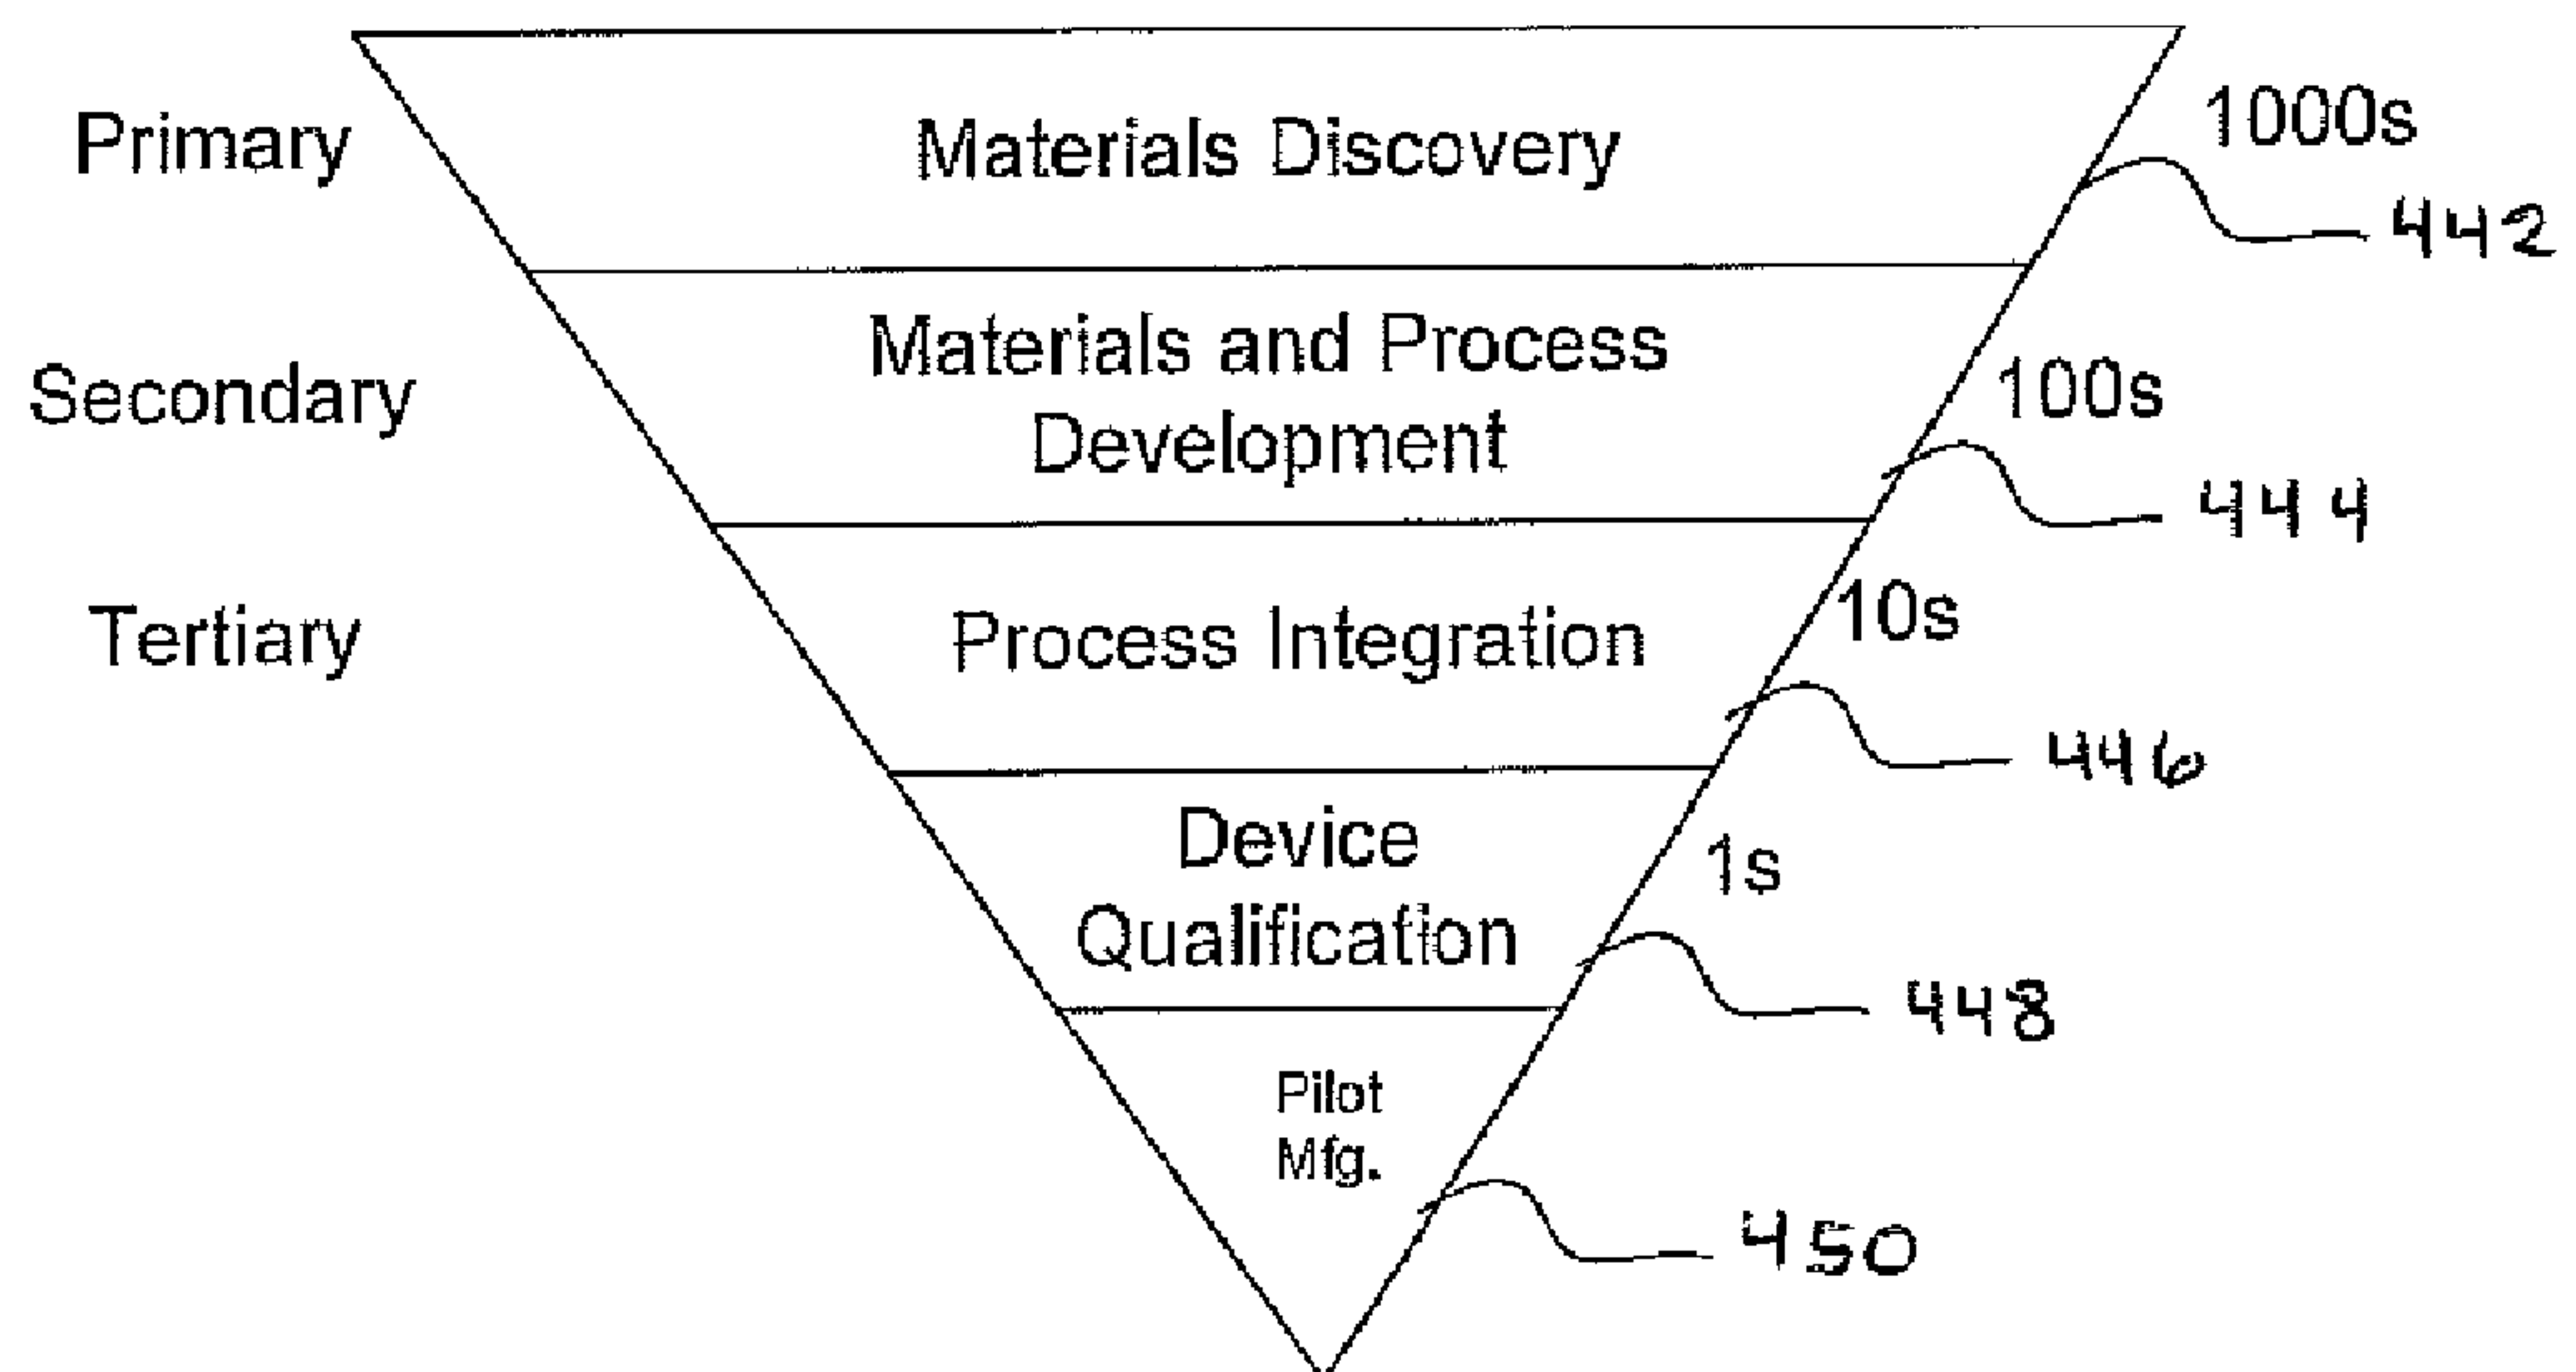 Primary
Materials Discovery
1000s
442
Secondary
Materials and Process
Development
100s
444
Tertiary
Process Integration
10s
446
Device
Qualification
1s
448
Pilot
Mfg.
450